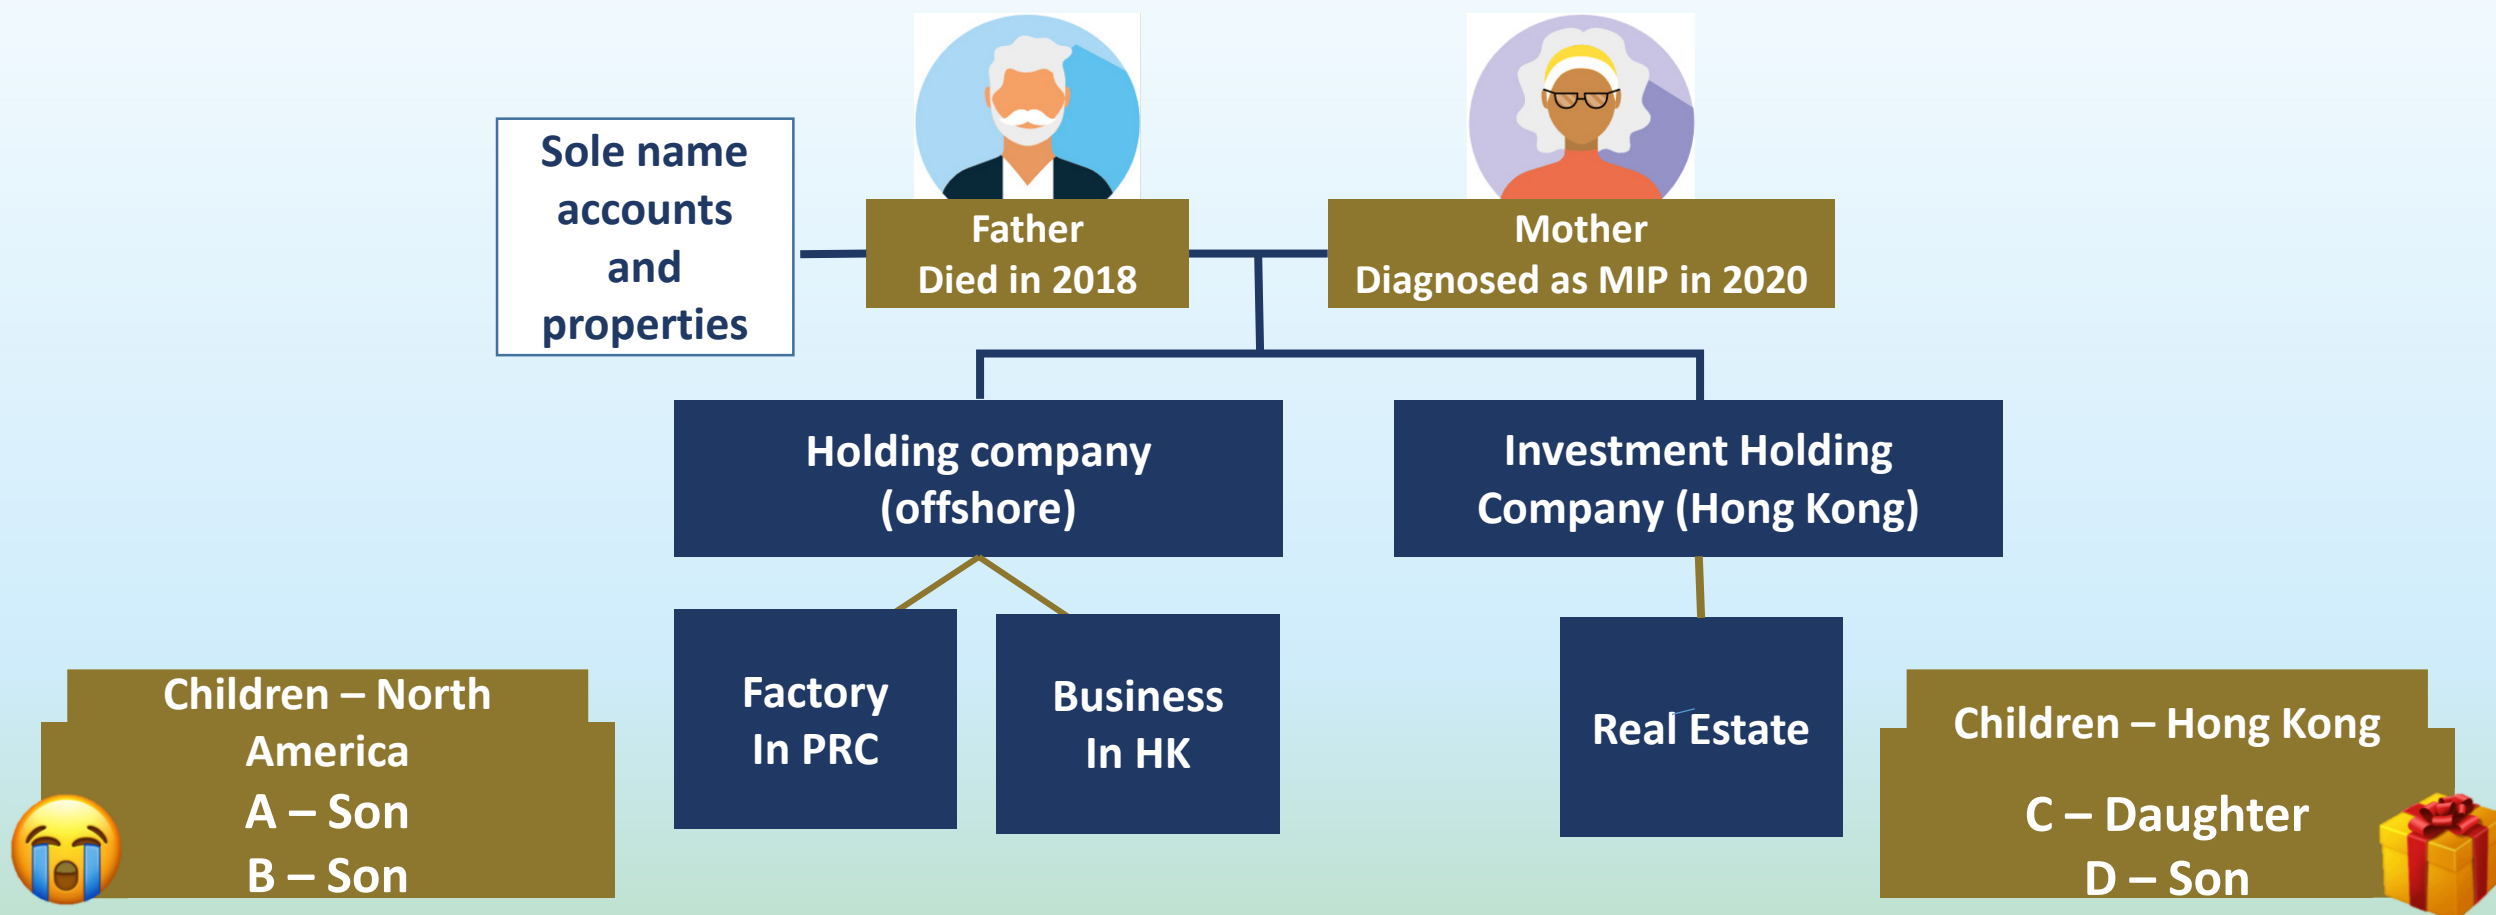 Sole name
accounts
and
properties
Father
Died in 2018
Mother
Diagnosed as MIP in 2020
Holding company
(offshore)
Investment Holding
Company (Hong Kong)
Factory
In PRC
Business
In HK
Real Estate
Children – North
America
A – Son
B – Son
Children – Hong Kong
C – Daughter
D – Son